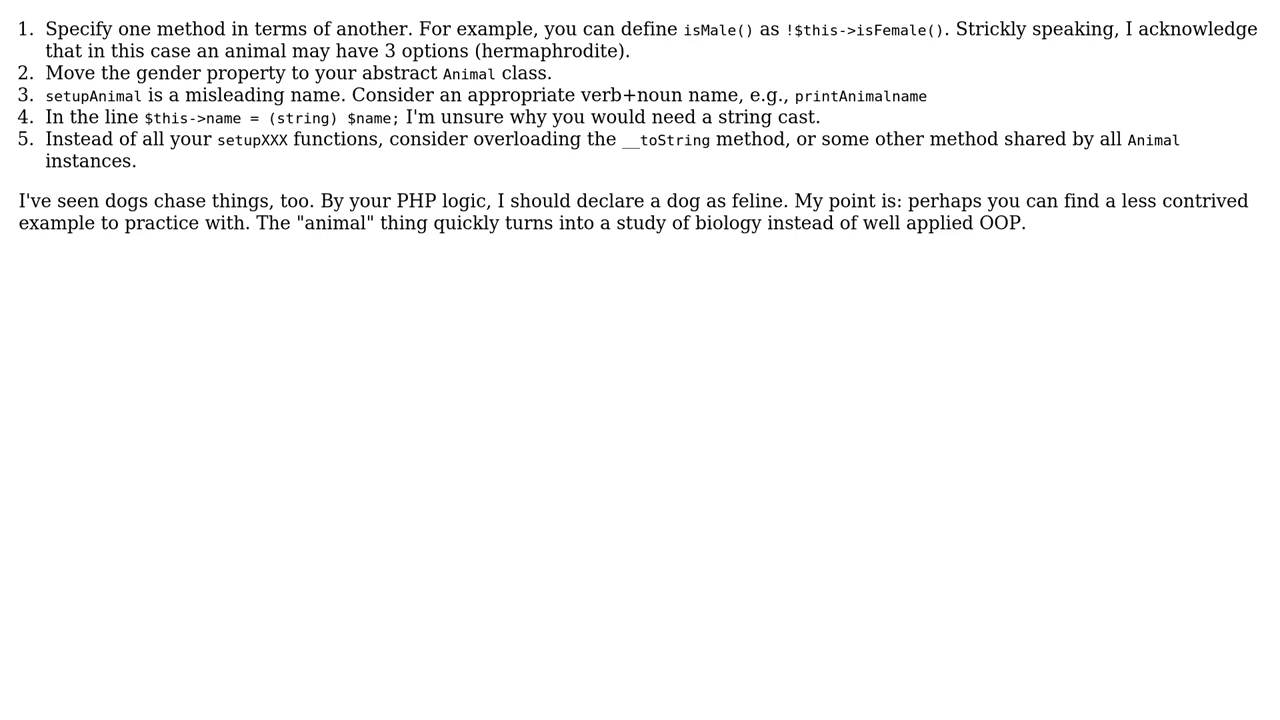 1. Specify one method in terms of another. For example, you can define isMale() as !$this->isFemale(). Strickly speaking, I acknowledge
that in this case an animal may have 3 options (hermaphrodite).
2. Move the gender property to your abstract Animal class.
3. setupAnimal is a misleading name. Consider an appropriate verb+noun name, e.g., printAnimalname
4. In the line $this->name = (string) $name; I'm unsure why you would need a string cast.
5. Instead of all your setupXXX functions, consider overloading the __toString method, or some other method shared by all Animal
instances.
I've seen dogs chase things, too. By your PHP logic, I should declare a dog as feline. My point is: perhaps you can find a less contrived
example to practice with. The "animal" thing quickly turns into a study of biology instead of well applied OOP.